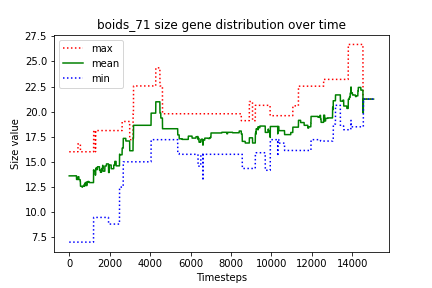 boids_71 size gene distribution over time
max
mean
min
Size value
27.5
25.0
22.5
20.0
17.5
15.0
12.5
10.0
7.5
0 2000 4000 6000 8000 10000 12000 14000
Timesteps